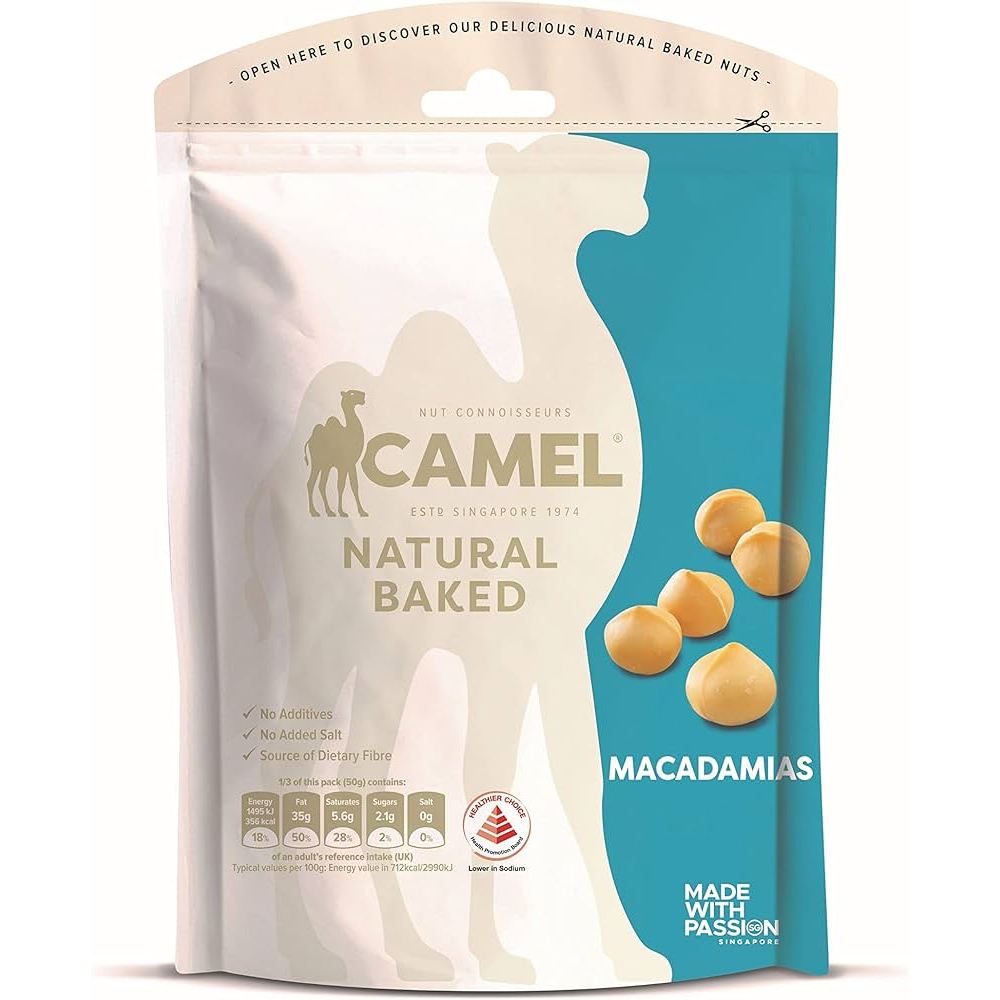 - OPEN HERE TO DISCOVER OUR DELICIOUS NATURAL BAKED NUTS -
NUT CONNOISSEURS
CAMEL®
ESTD SINGAPORE 1974
NATURAL
BAKED
✓ No Additives
✓ No Added Salt
✓ Source of Dietary Fibre
1/3 of this pack (50g) contains:
Energy Fat Saturates Sugars Salt
1495 kJ
356 kcal 35g 5.6g 2.1g 0g
18% 50% 28% 2% 0%
of an adult's reference intake (UK)
Typical values per 100g: Energy value in 712kcal/2990kJ
HEALTHIER CHOICE
Health Promotion Board
Lower in Sodium
MACADAMIAS
MADE
WITH
PASSION
SG
SINGAPORE